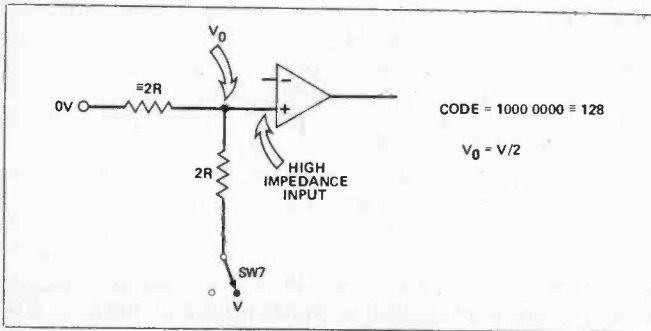 V0
≡2R
0V
−
+
CODE = 1000 0000 ≡ 128
V0 = V/2
HIGH
IMPEDANCE
INPUT
2R
SW7
V